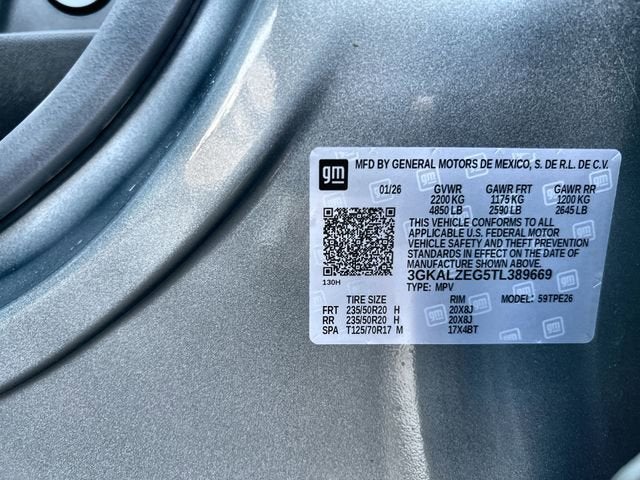 gm MFD BY GENERAL MOTORS DE MEXICO, S. DE R.L. DE C.V.
01/26 GVWR GAWR FRT GAWR RR
2200 KG 1175 KG 1200 KG
4850 LB 2590 LB 2645 LB
THIS VEHICLE CONFORMS TO ALL
APPLICABLE U.S. FEDERAL MOTOR
VEHICLE SAFETY AND THEFT PREVENTION
STANDARDS IN EFFECT ON THE DATE OF
MANUFACTURE SHOWN ABOVE.
3GKALZEG5TL389669
130H
TYPE: MPV
TIRE SIZE RIM MODEL: 59TPE26
FRT 235/50R20 H 20X8J
RR 235/50R20 H 20X8J
SPA T125/70R17 M 17X4BT